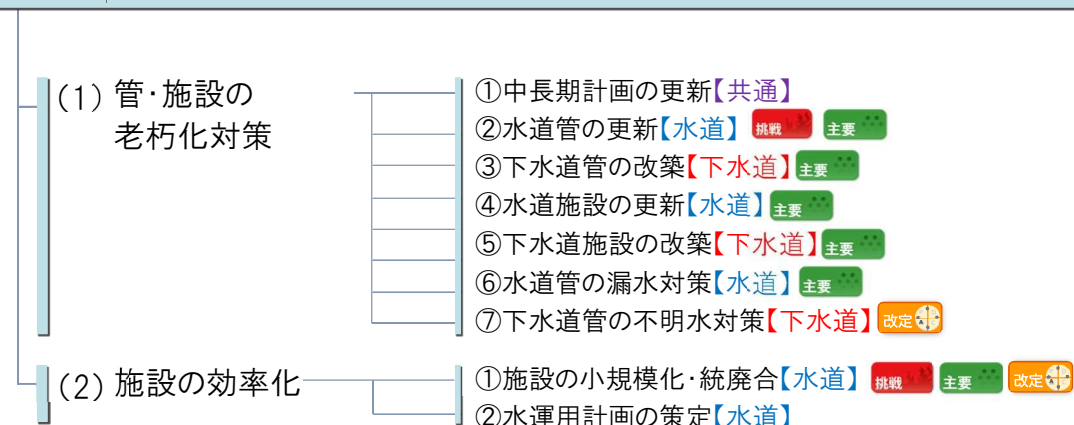 (1) 管・施設の
老朽化対策
①中長期計画の更新【共通】
②水道管の更新【水道】 挑戦 主要
③下水道管の改築【下水道】 主要
④水道施設の更新【水道】 主要
⑤下水道施設の改築【下水道】 主要
⑥水道管の漏水対策【水道】 主要
⑦下水道管の不明水対策【下水道】 改定
(2) 施設の効率化
①施設の小規模化・統廃合【水道】 挑戦 主要 改定
②水運用計画の策定【水道】